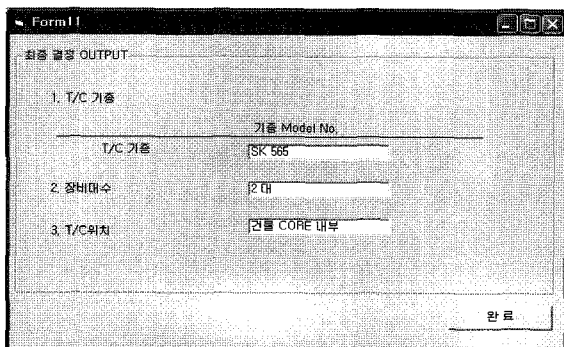 Form11
최종 결정 OUTPUT
1. T/C 기종
기종 Model No.
T/C 기종
SK 565
2. 장비대수
2 대
3. T/C위치
건물 CORE 내부
완 료